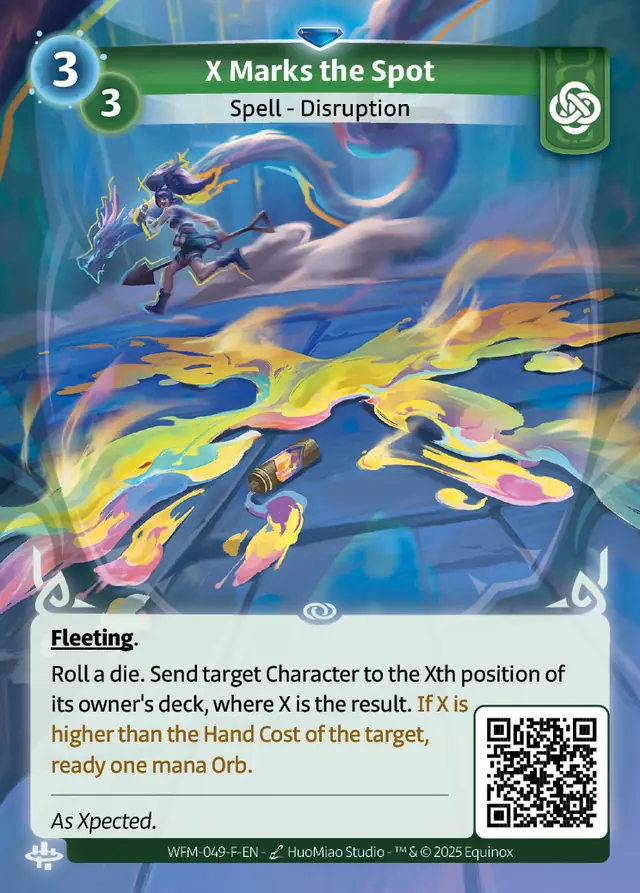 3
3
X Marks the Spot
Spell - Disruption
Fleeting.
Roll a die. Send target Character to the Xth position of
its owner's deck, where X is the result. If X is
higher than the Hand Cost of the target,
ready one mana Orb.
As Xpected.
WFM-049-F-EN - HuoMiao Studio - ™ & © 2025 Equinox